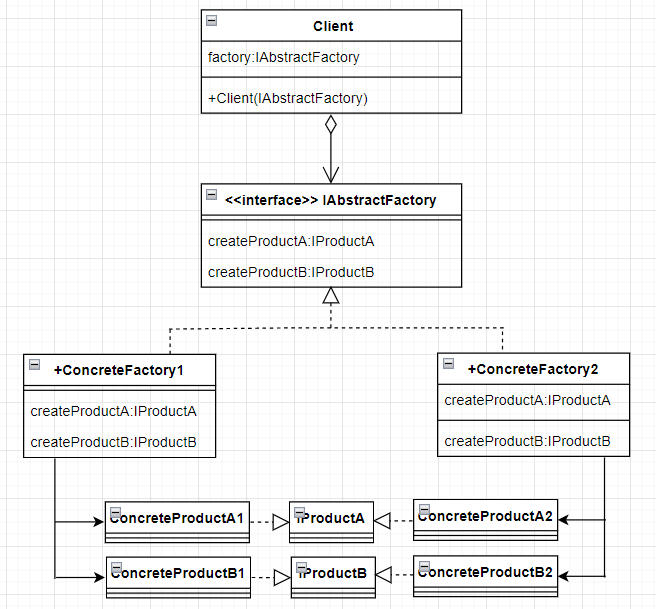 Client
factory:IAbstractFactory
+Client(IAbstractFactory)
<<interface>> IAbstractFactory
createProductA:IProductA
createProductB:IProductB
+ConcreteFactory1
createProductA:IProductA
createProductB:IProductB
+ConcreteFactory2
createProductA:IProductA
createProductB:IProductB
ConcreteProductA1
IProductA
ConcreteProductA2
ConcreteProductB1
IProductB
ConcreteProductB2